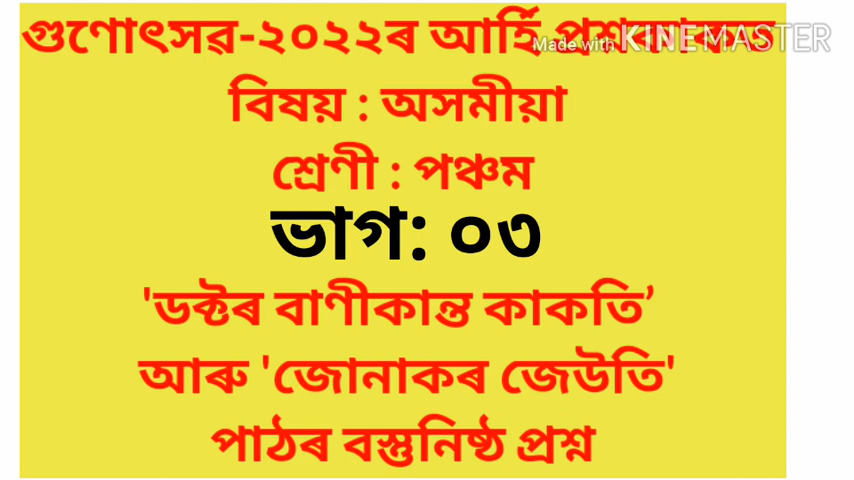 গুণোৎসৱ-২০২২ৰ আৰ্হি
Made with KINEMASTER
বিষয় : অসমীয়া
শ্ৰেণী : পঞ্চম
ভাগ: ০৩
'ডক্টৰ বাণীকান্ত কাকতি’
আৰু 'জোনাকৰ জেউতি'
পাঠৰ বস্তুনিষ্ঠ প্ৰশ্ন